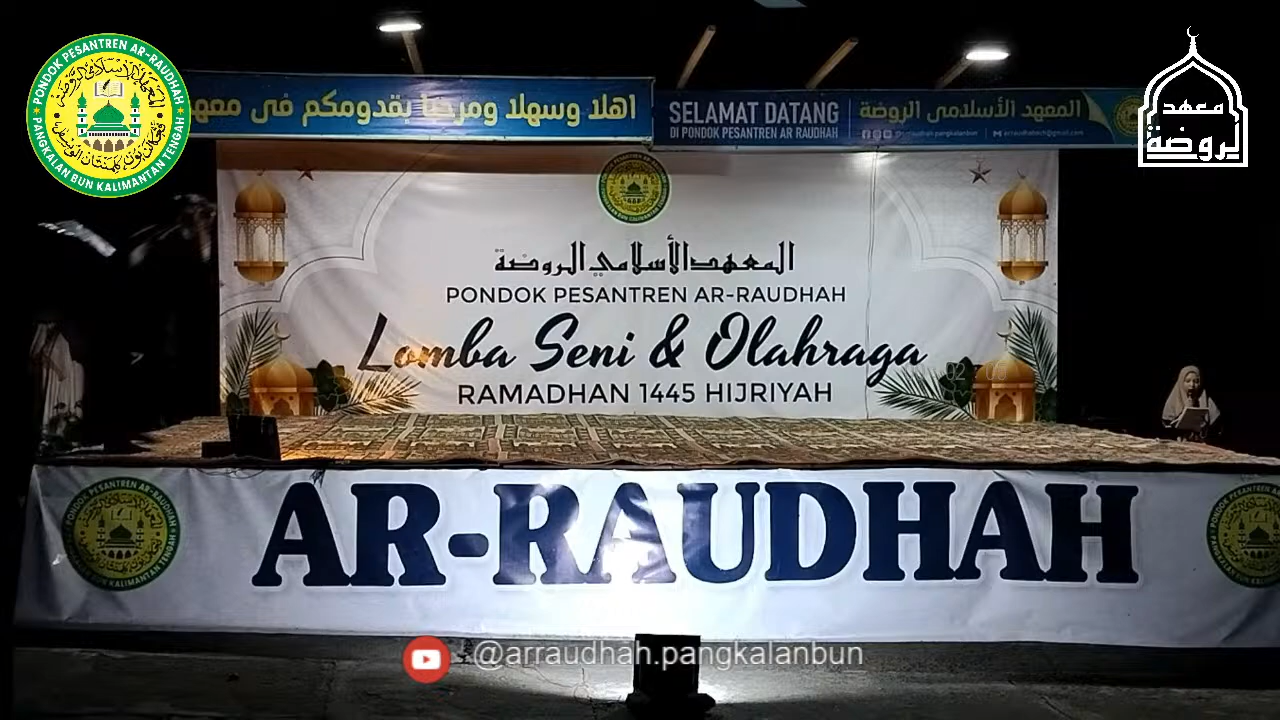 PONDOK PESANTREN AR-RAUDHAH
PANGKALAN BUN KALIMANTAN TENGAH
اهلا وسهلا ومرحبا بقدومكم فى معهد
SELAMAT DATANG
DI PONDOK PESANTREN AR RAUDHAH
المعهد الأسلامى الروضة
معهد
الروضة
المعهد الأسلامي الروضة
PONDOK PESANTREN AR-RAUDHAH
Lomba Seni & Olahraga
RAMADHAN 1445 HIJRIYAH
AR-RAUDHAH
@arraudhah.pangkalanbun